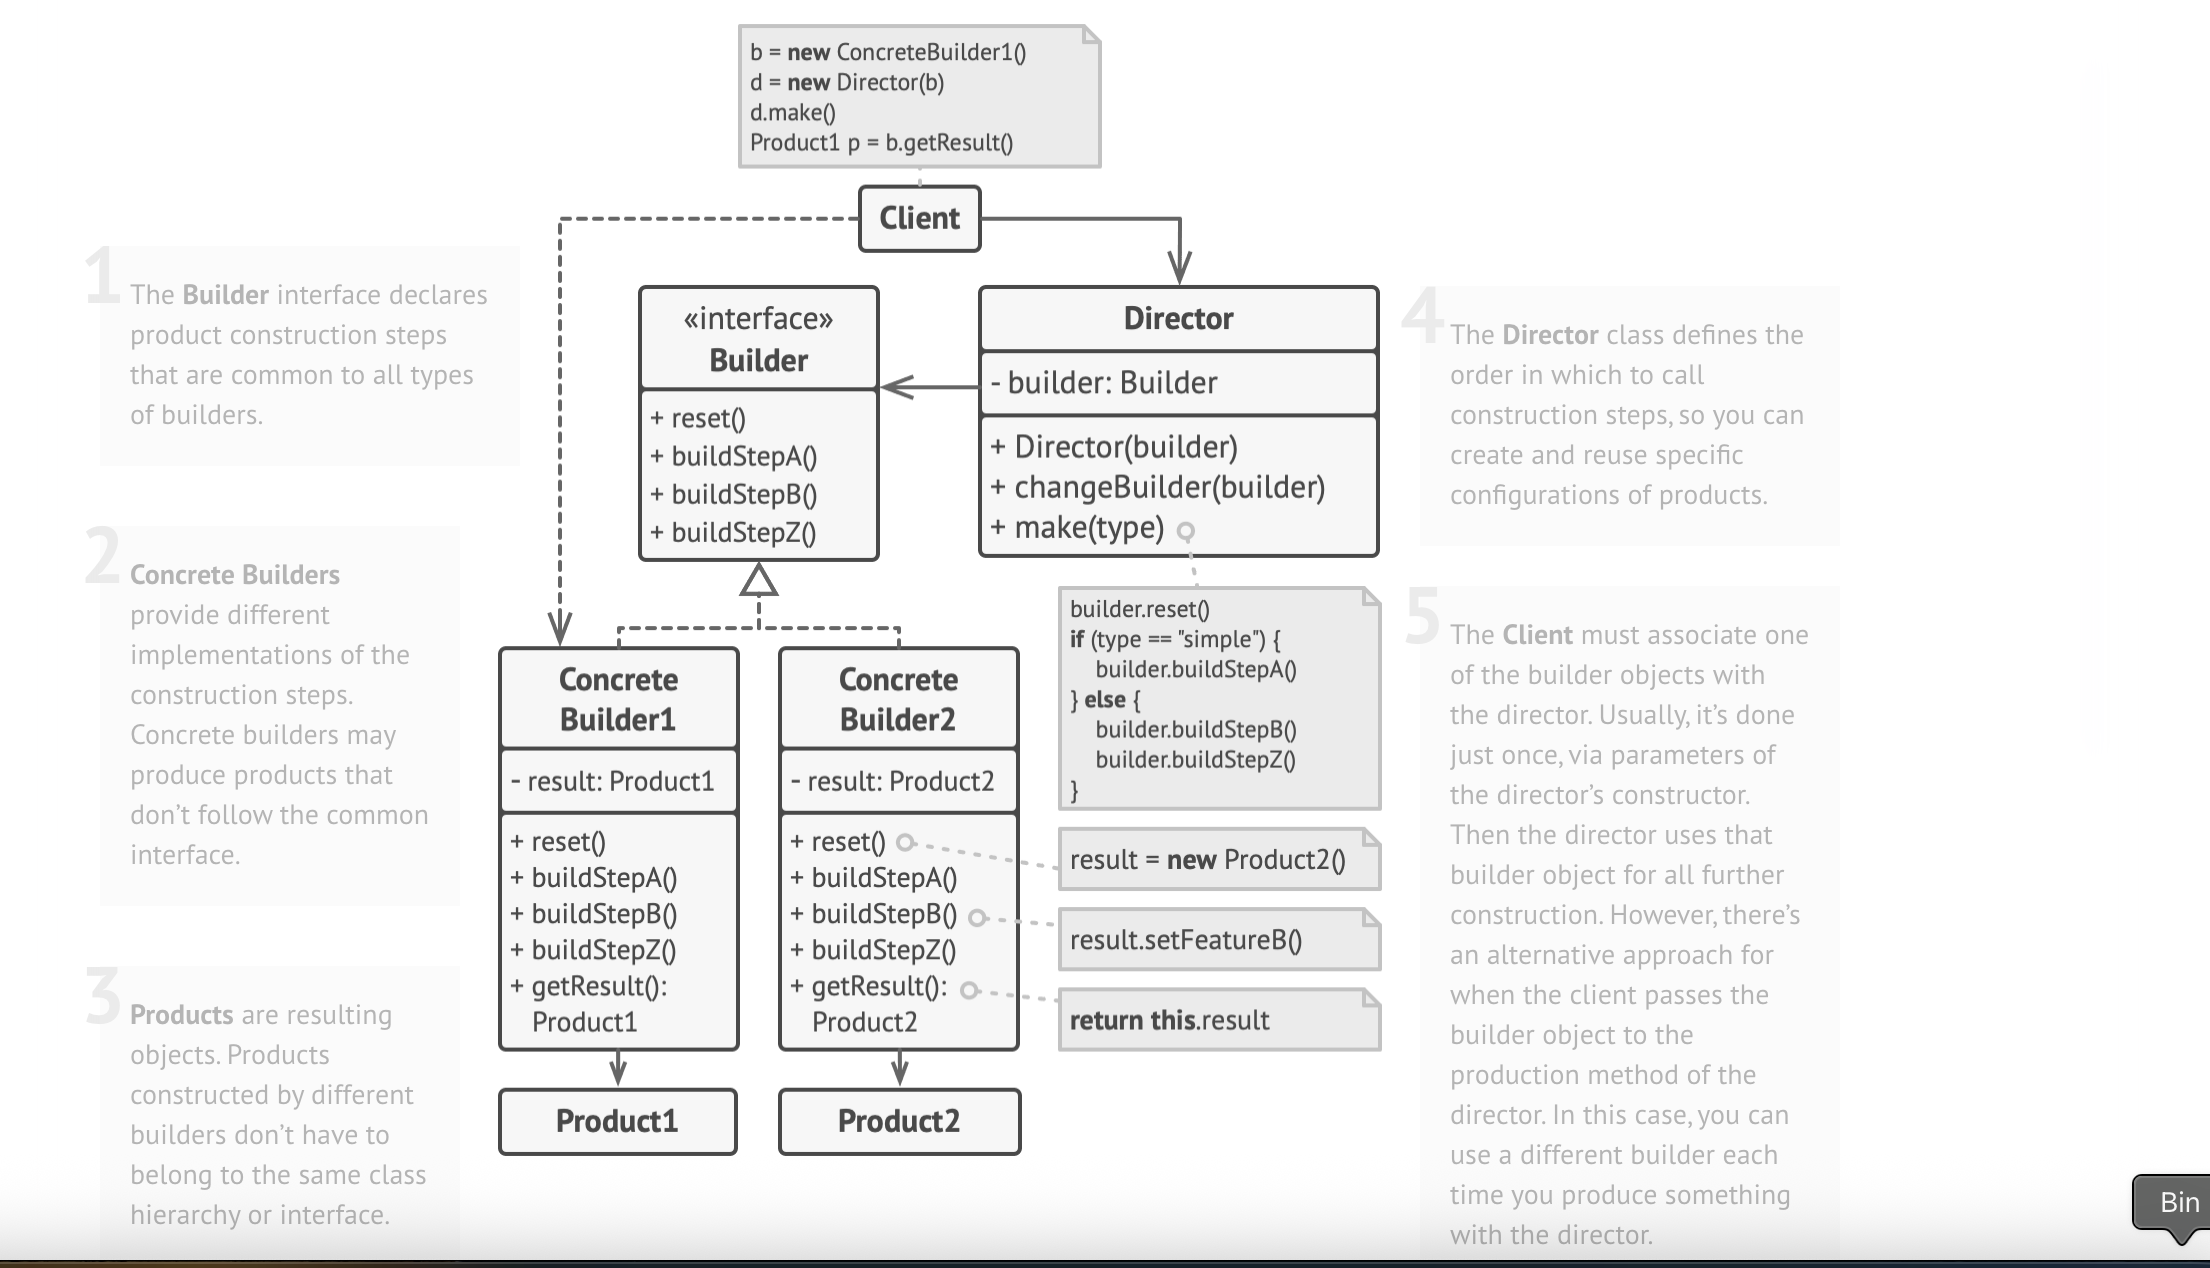 b = new ConcreteBuilder1()
d = new Director(b)
d.make()
Product1 p = b.getResult()
Client
1
The Builder interface declares
product construction steps
that are common to all types
of builders.
«interface»
Builder
+ reset()
+ buildStepA()
+ buildStepB()
+ buildStepZ()
Director
- builder: Builder
+ Director(builder)
+ changeBuilder(builder)
+ make(type)
4
The Director class defines the
order in which to call
construction steps, so you can
create and reuse specific
configurations of products.
2
Concrete Builders
provide different
implementations of the
construction steps.
Concrete builders may
produce products that
don't follow the common
interface.
builder.reset()
if (type == "simple") {
builder.buildStepA()
} else {
builder.buildStepB()
builder.buildStepZ()
}
Concrete
Builder1
- result: Product1
+ reset()
+ buildStepA()
+ buildStepB()
+ buildStepZ()
+ getResult():
Product1
Concrete
Builder2
- result: Product2
+ reset()
+ buildStepA()
+ buildStepB()
+ buildStepZ()
+ getResult():
Product2
result = new Product2()
result.setFeatureB()
return this.result
3
Products are resulting
objects. Products
constructed by different
builders don't have to
belong to the same class
hierarchy or interface.
Product1
Product2
5
The Client must associate one
of the builder objects with
the director. Usually, it's done
just once, via parameters of
the director's constructor.
Then the director uses that
builder object for all further
construction. However, there's
an alternative approach for
when the client passes the
builder object to the
production method of the
director. In this case, you can
use a different builder each
time you produce something
with the director.
Bin